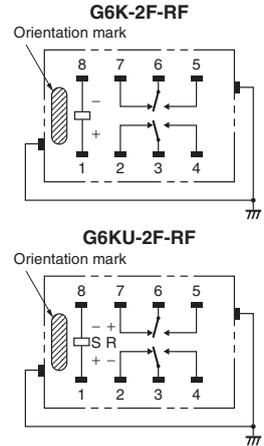 G6K-2F-RF
Orientation mark
8 7 6 5
−
+
1 2 3 4
G6KU-2F-RF
Orientation mark
8 7 6 5
− +
S R
+ −
1 2 3 4